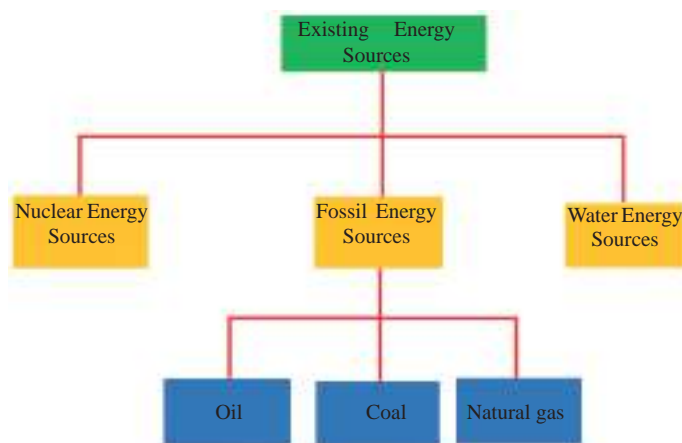 Existing Energy
Sources
Nuclear Energy
Sources
Fossil Energy
Sources
Water Energy
Sources
Oil
Coal
Natural gas